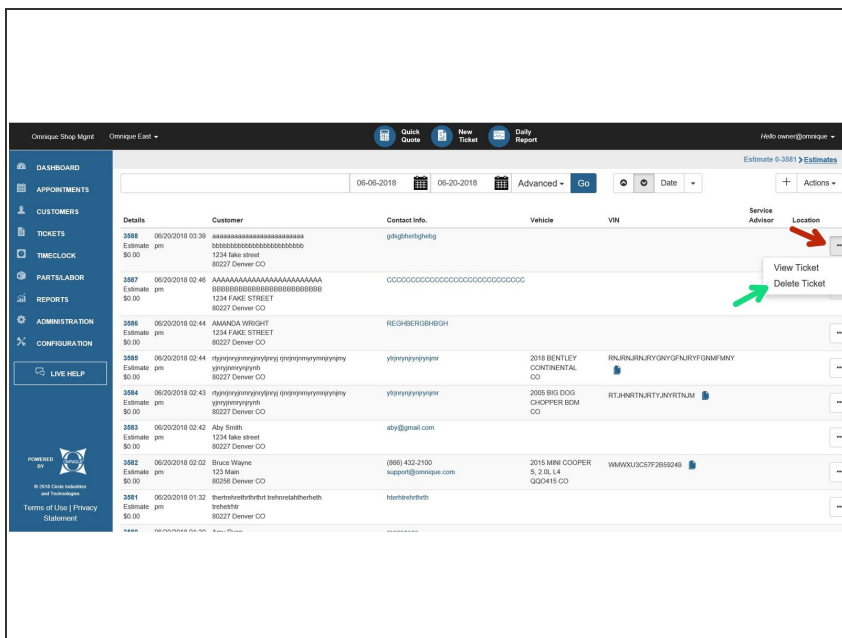 Omnique Shop Mgmt Omnique East
Quick Quote
New Ticket
Daily Report
Hello owner@omnique
Estimate 0-3581 Estimates
DASHBOARD
APPOINTMENTS
CUSTOMERS
TICKETS
TIMECLOCK
PARTS/LABOR
REPORTS
ADMINISTRATION
CONFIGURATION
LIVE HELP
POWERED BY OMNIQUE
© 2018 Circle Industries
and Technologies
Terms of Use | Privacy
Statement
06-06-2018 06-20-2018 Advanced Go Date + Actions
Details Customer Contact Info. Vehicle VIN Service Advisor Location
3588 06/20/2018 03:39 aaaaaaaaaaaaaaaaaaaaaaaaa gdsgbherbghebg
Estimate pm bbbbbbbbbbbbbbbbbbbbbbbbb
$0.00 1234 fake street
80227 Denver CO
View Ticket
Delete Ticket
3587 06/20/2018 02:46
Estimate pm
$0.00 1234 FAKE STREET
80227 Denver CO
3586 06/20/2018 02:44 AMANDA WRIGHT REGHBERGBHBGH
Estimate pm 1234 FAKE STREET
$0.00 80227 Denver CO
3585 06/20/2018 02:44 2018 BENTLEY
Estimate pm CONTINENTAL
$0.00 80227 Denver CO CO
3584 06/20/2018 02:43 2005 BIG DOG RTJHNRTNJRTYJNYRTNJM
Estimate pm CHOPPER BDM
$0.00 80227 Denver CO CO
3583 06/20/2018 02:42 Aby Smith aby@gmail.com
Estimate pm 1234 fake street
$0.00 80227 Denver CO
3582 06/20/2018 02:02 Bruce Wayne (866) 432-2100 2015 MINI COOPER WMWXU3C57F2B59249
Estimate pm 123 Main support@omnique.com S, 2.0L L4
$0.00 80256 Denver CO QQO415 CO
3581 06/20/2018 01:32
Estimate pm
$0.00 80227 Denver CO